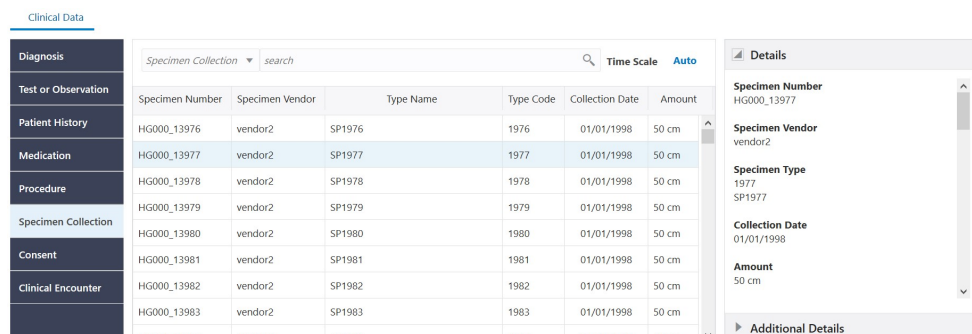 Clinical Data
Diagnosis
Test or Observation
Patient History
Medication
Procedure
Specimen Collection
Consent
Clinical Encounter
Specimen Collection search Time Scale Auto
Specimen Number Specimen Vendor Type Name Type Code Collection Date Amount
HG000_13976 vendor2 SP1976 1976 01/01/1998 50 cm
HG000_13977 vendor2 SP1977 1977 01/01/1998 50 cm
HG000_13978 vendor2 SP1978 1978 01/01/1998 50 cm
HG000_13979 vendor2 SP1979 1979 01/01/1998 50 cm
HG000_13980 vendor2 SP1980 1980 01/01/1998 50 cm
HG000_13981 vendor2 SP1981 1981 01/01/1998 50 cm
HG000_13982 vendor2 SP1982 1982 01/01/1998 50 cm
HG000_13983 vendor2 SP1983 1983 01/01/1998 50 cm
Details
Specimen Number
HG000_13977
Specimen Vendor
vendor2
Specimen Type
1977
SP1977
Collection Date
01/01/1998
Amount
50 cm
Additional Details